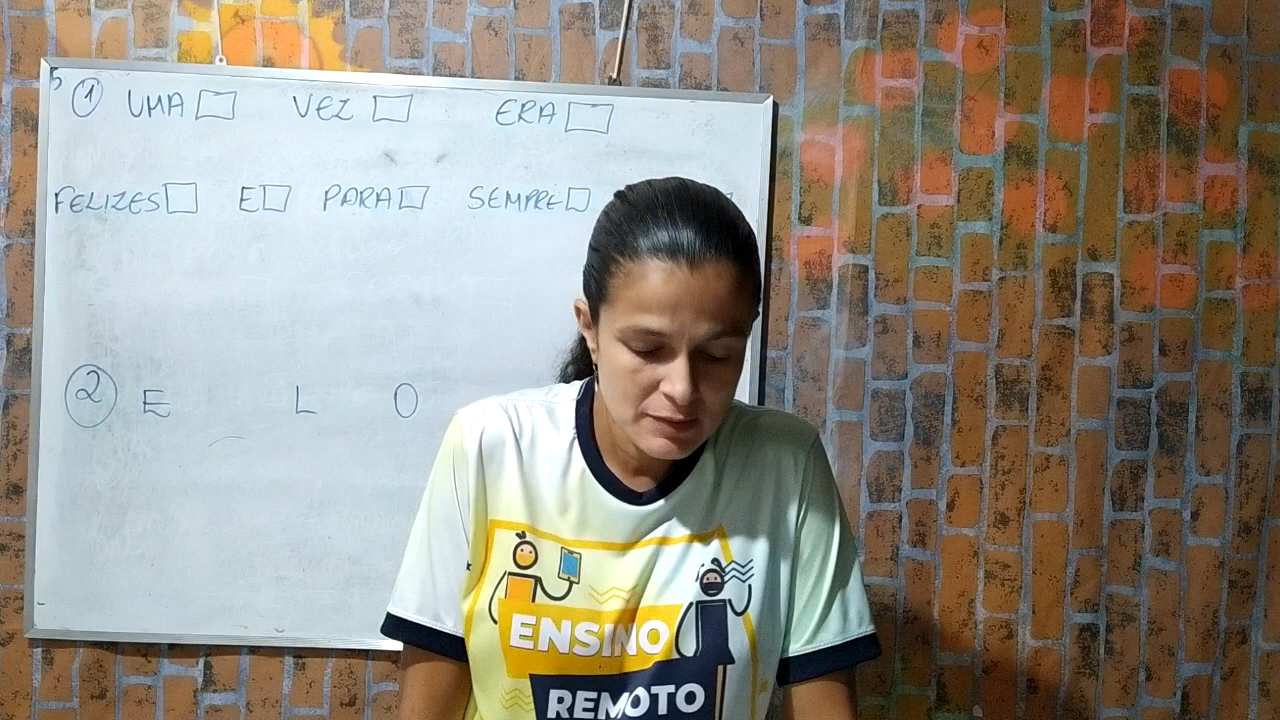 1 UMA VEZ ERA
FELIZES E PARA SEMPRE
2 E L O
ENSINO
REMOTO